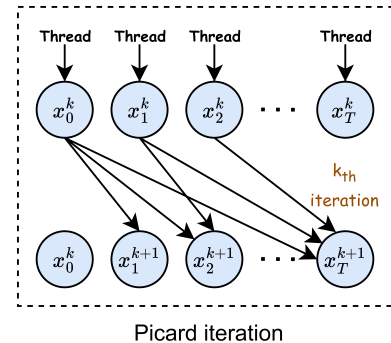 Thread Thread Thread Thread
$x_0^k$ $x_1^k$ $x_2^k$ ··· $x_T^k$
k_th
iteration
$x_0^k$ $x_1^{k+1}$ $x_2^{k+1}$ ··· $x_T^{k+1}$
Picard iteration